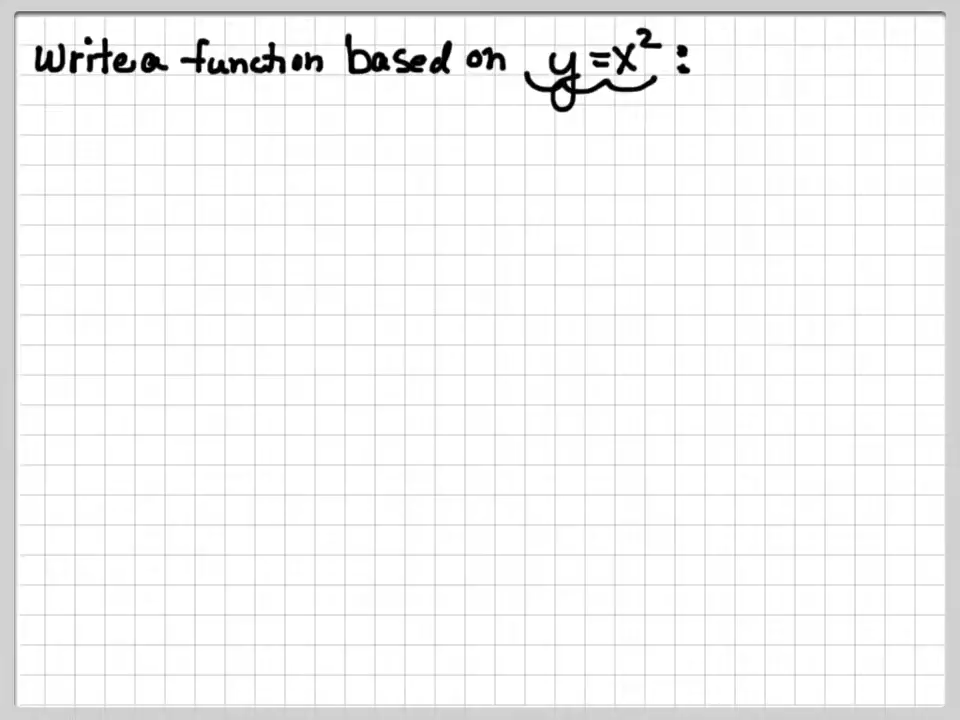 Write a function based on y = x² :